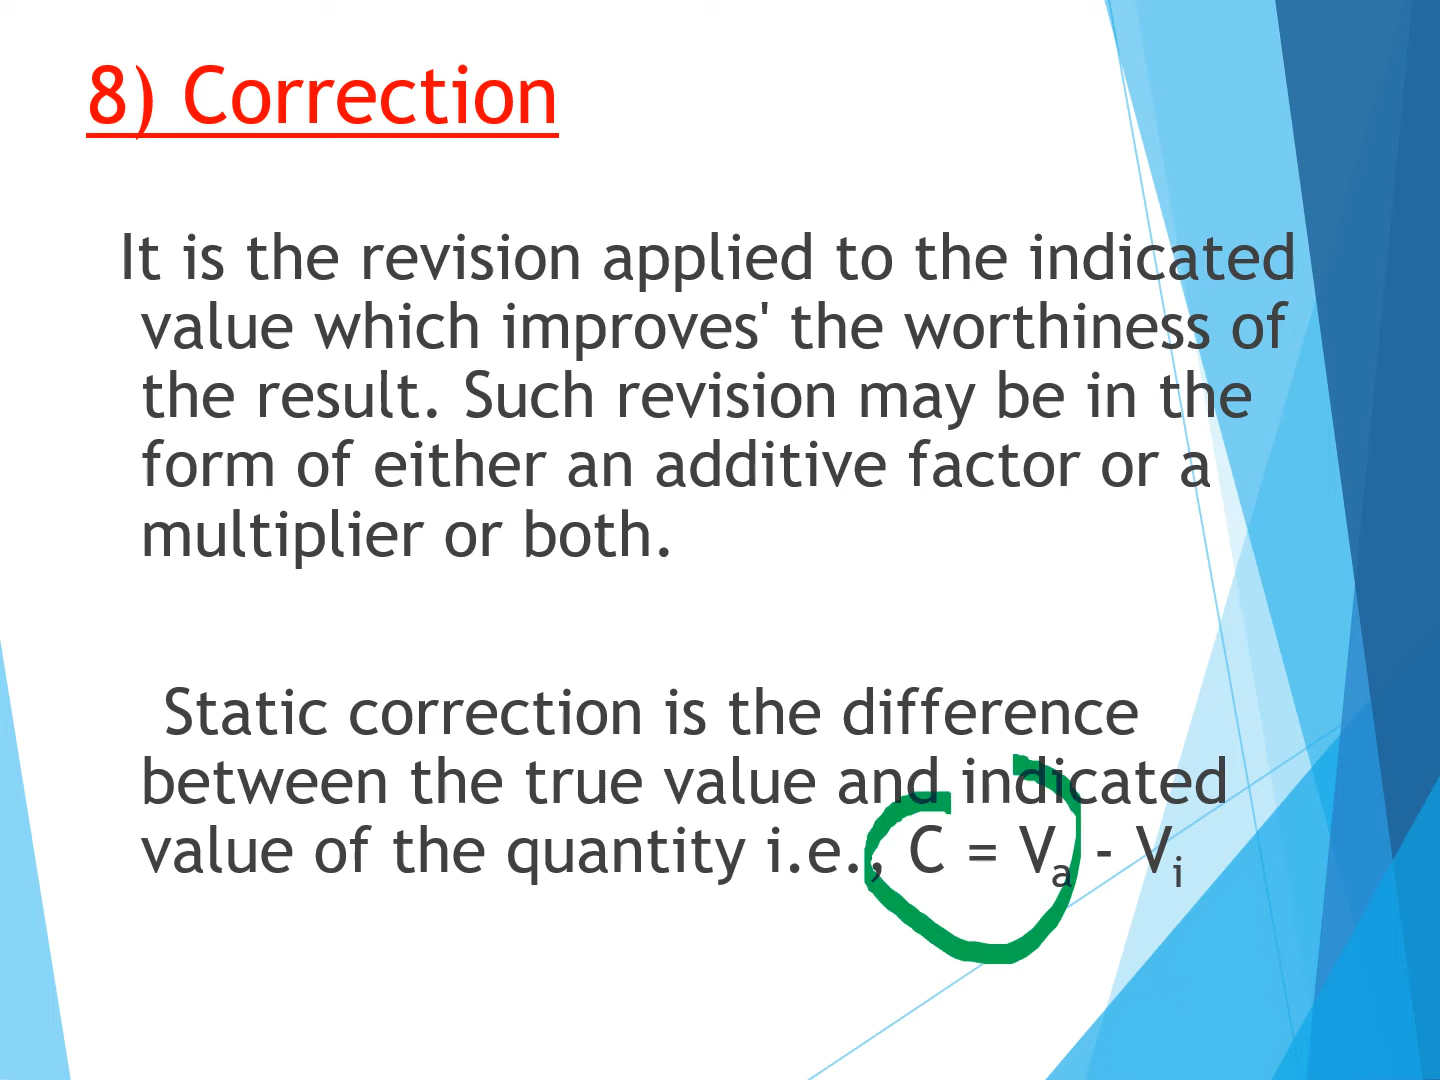 8) Correction
It is the revision applied to the indicated
value which improves' the worthiness of
the result. Such revision may be in the
form of either an additive factor or a
multiplier or both.
Static correction is the difference
between the true value and indicated
value of the quantity i.e., C = Vₐ - Vᵢ